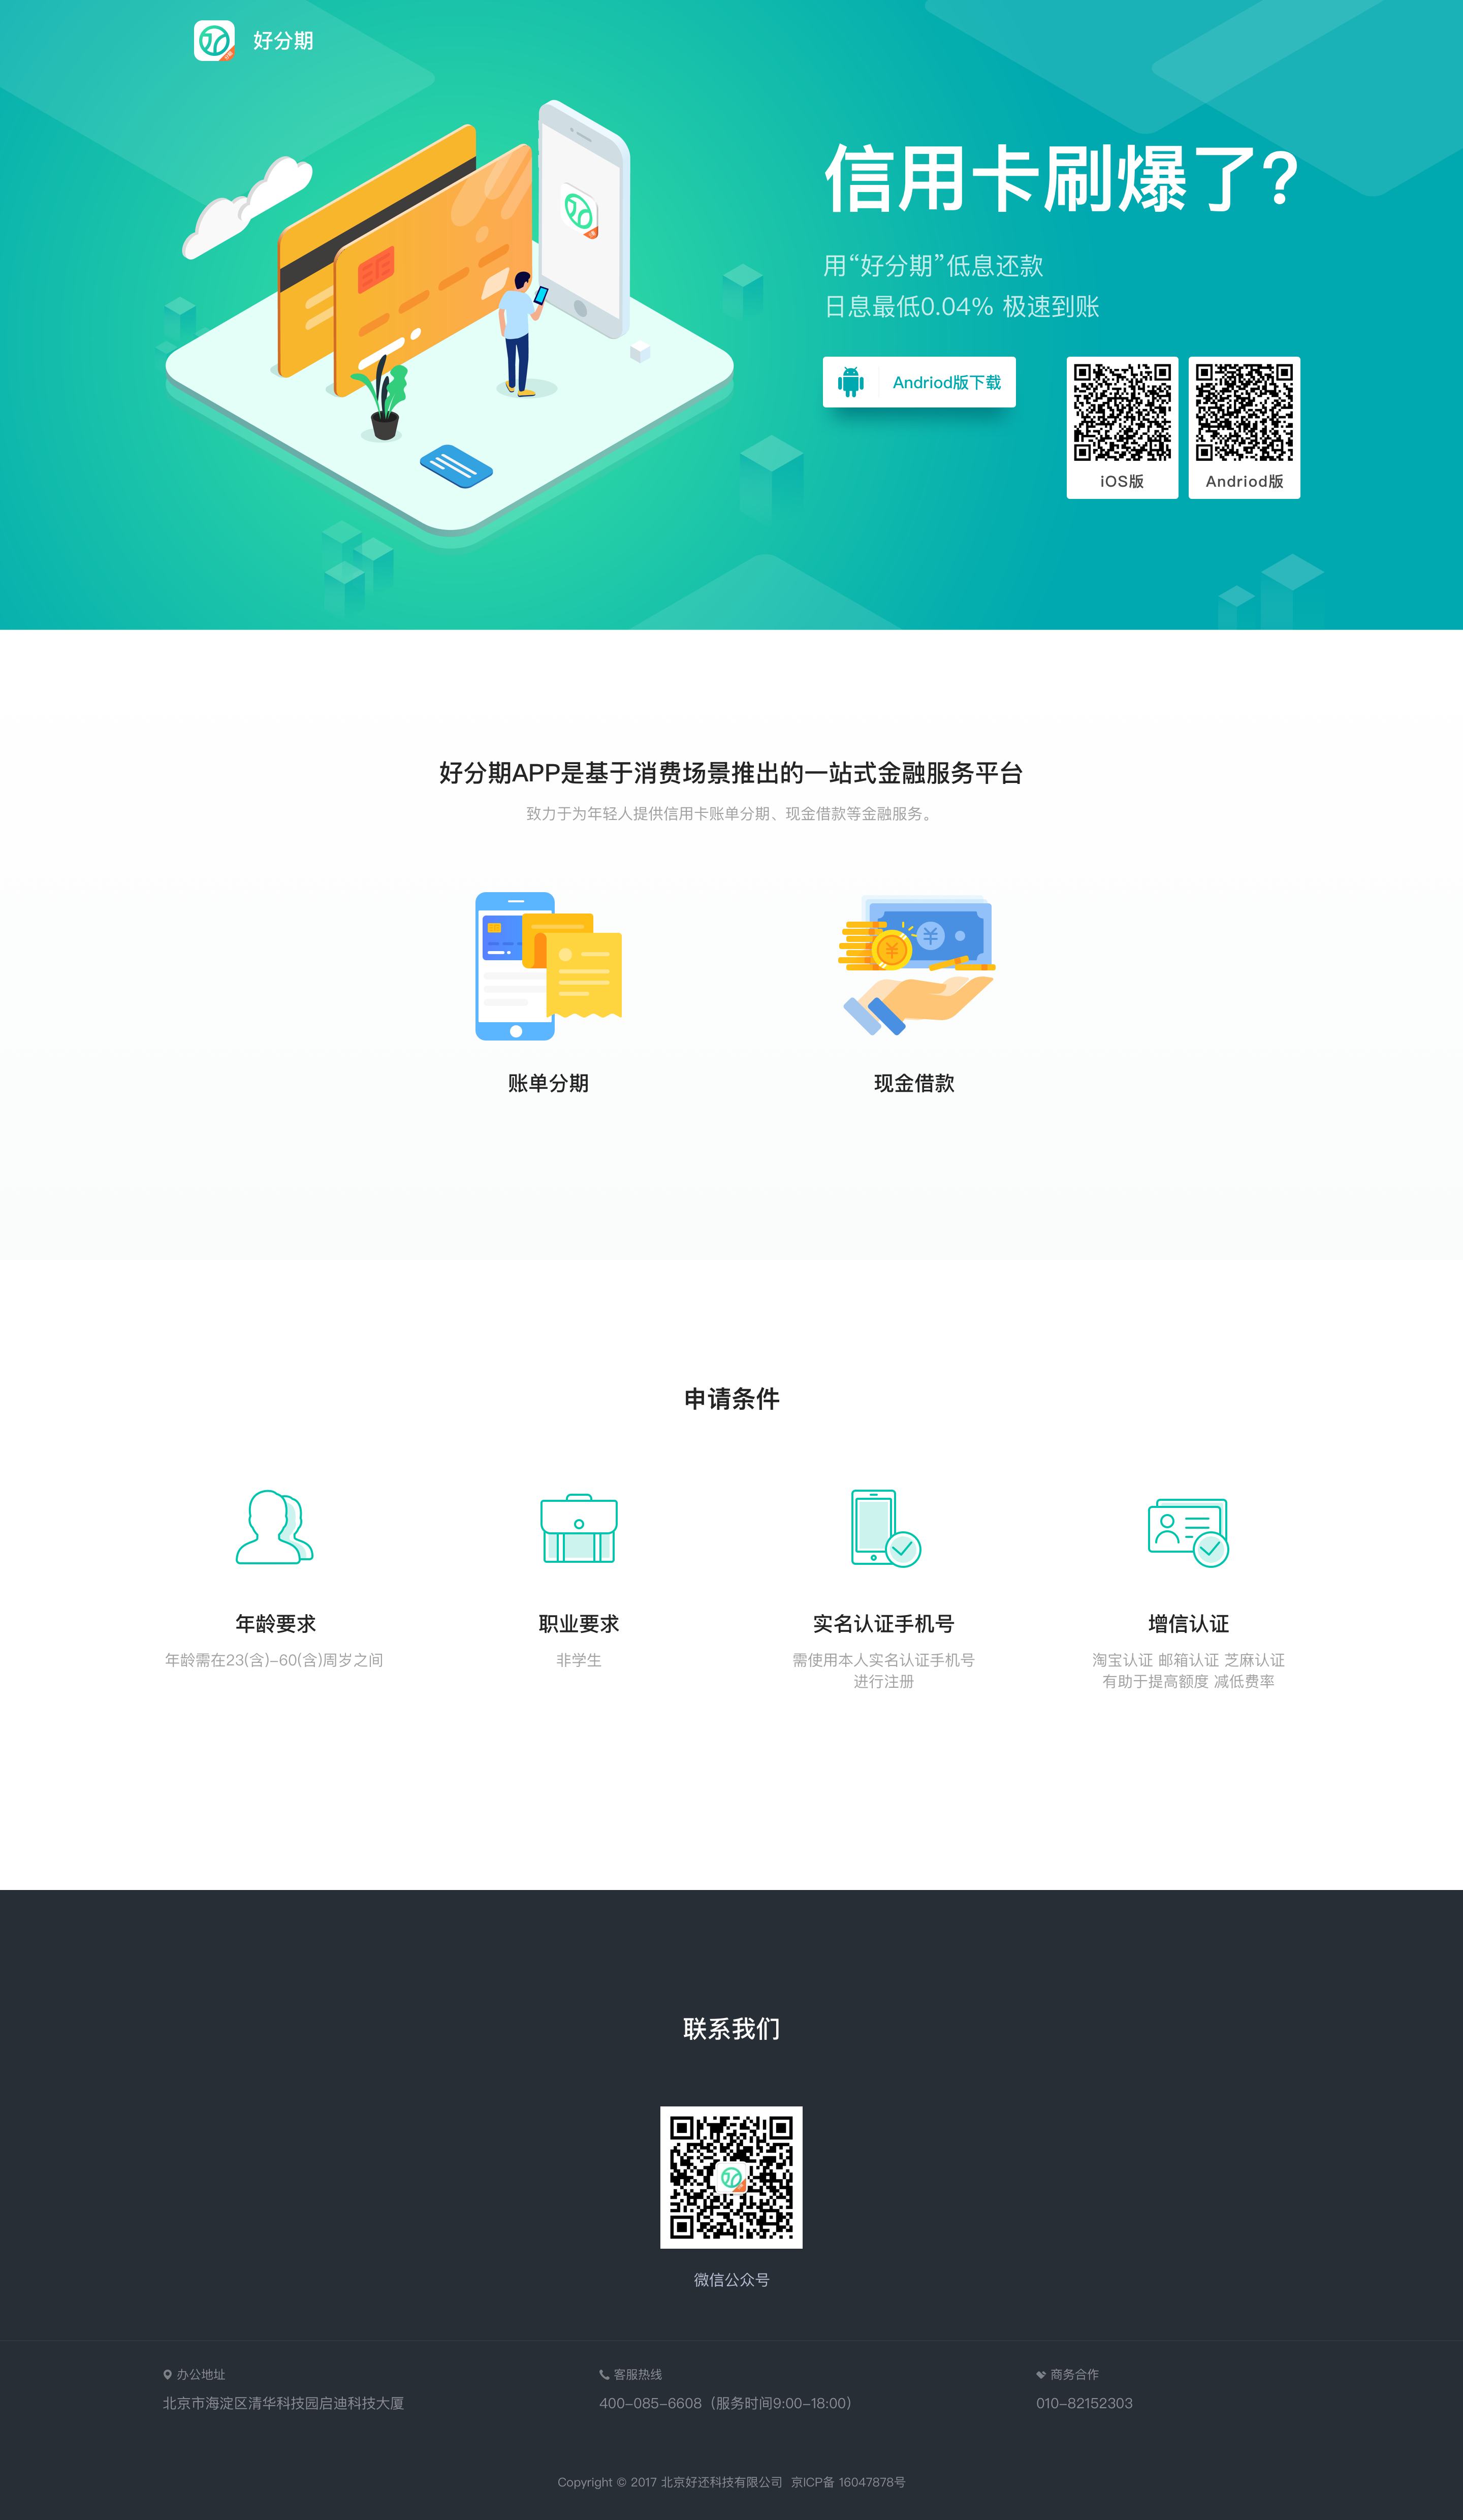 好分期
信用卡刷爆了?
用“好分期”低息还款
日息最低0.04% 极速到账
Andriod版下载
iOS版
Andriod版
好分期APP是基于消费场景推出的一站式金融服务平台
致力于为年轻人提供信用卡账单分期、现金借款等金融服务。
账单分期
现金借款
申请条件
年龄要求
年龄需在23(含)-60(含)周岁之间
职业要求
非学生
实名认证手机号
需使用本人实名认证手机号
进行注册
增信认证
淘宝认证 邮箱认证 芝麻认证
有助于提高额度 减低费率
联系我们
微信公众号
办公地址
北京市海淀区清华科技园启迪科技大厦
客服热线
400-085-6608（服务时间9:00-18:00）
商务合作
010-82152303
Copyright © 2017 北京好还科技有限公司 京ICP备 16047878号